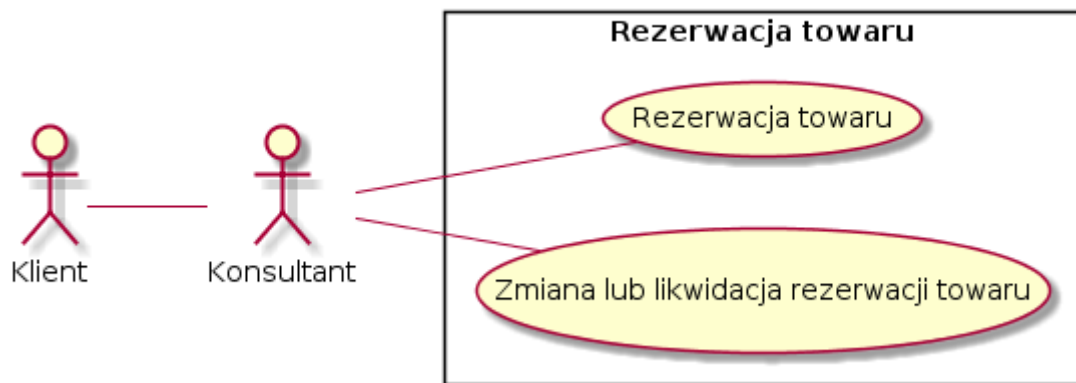 Rezerwacja towaru
Rezerwacja towaru
Klient
Konsultant
Zmiana lub likwidacja rezerwacji towaru